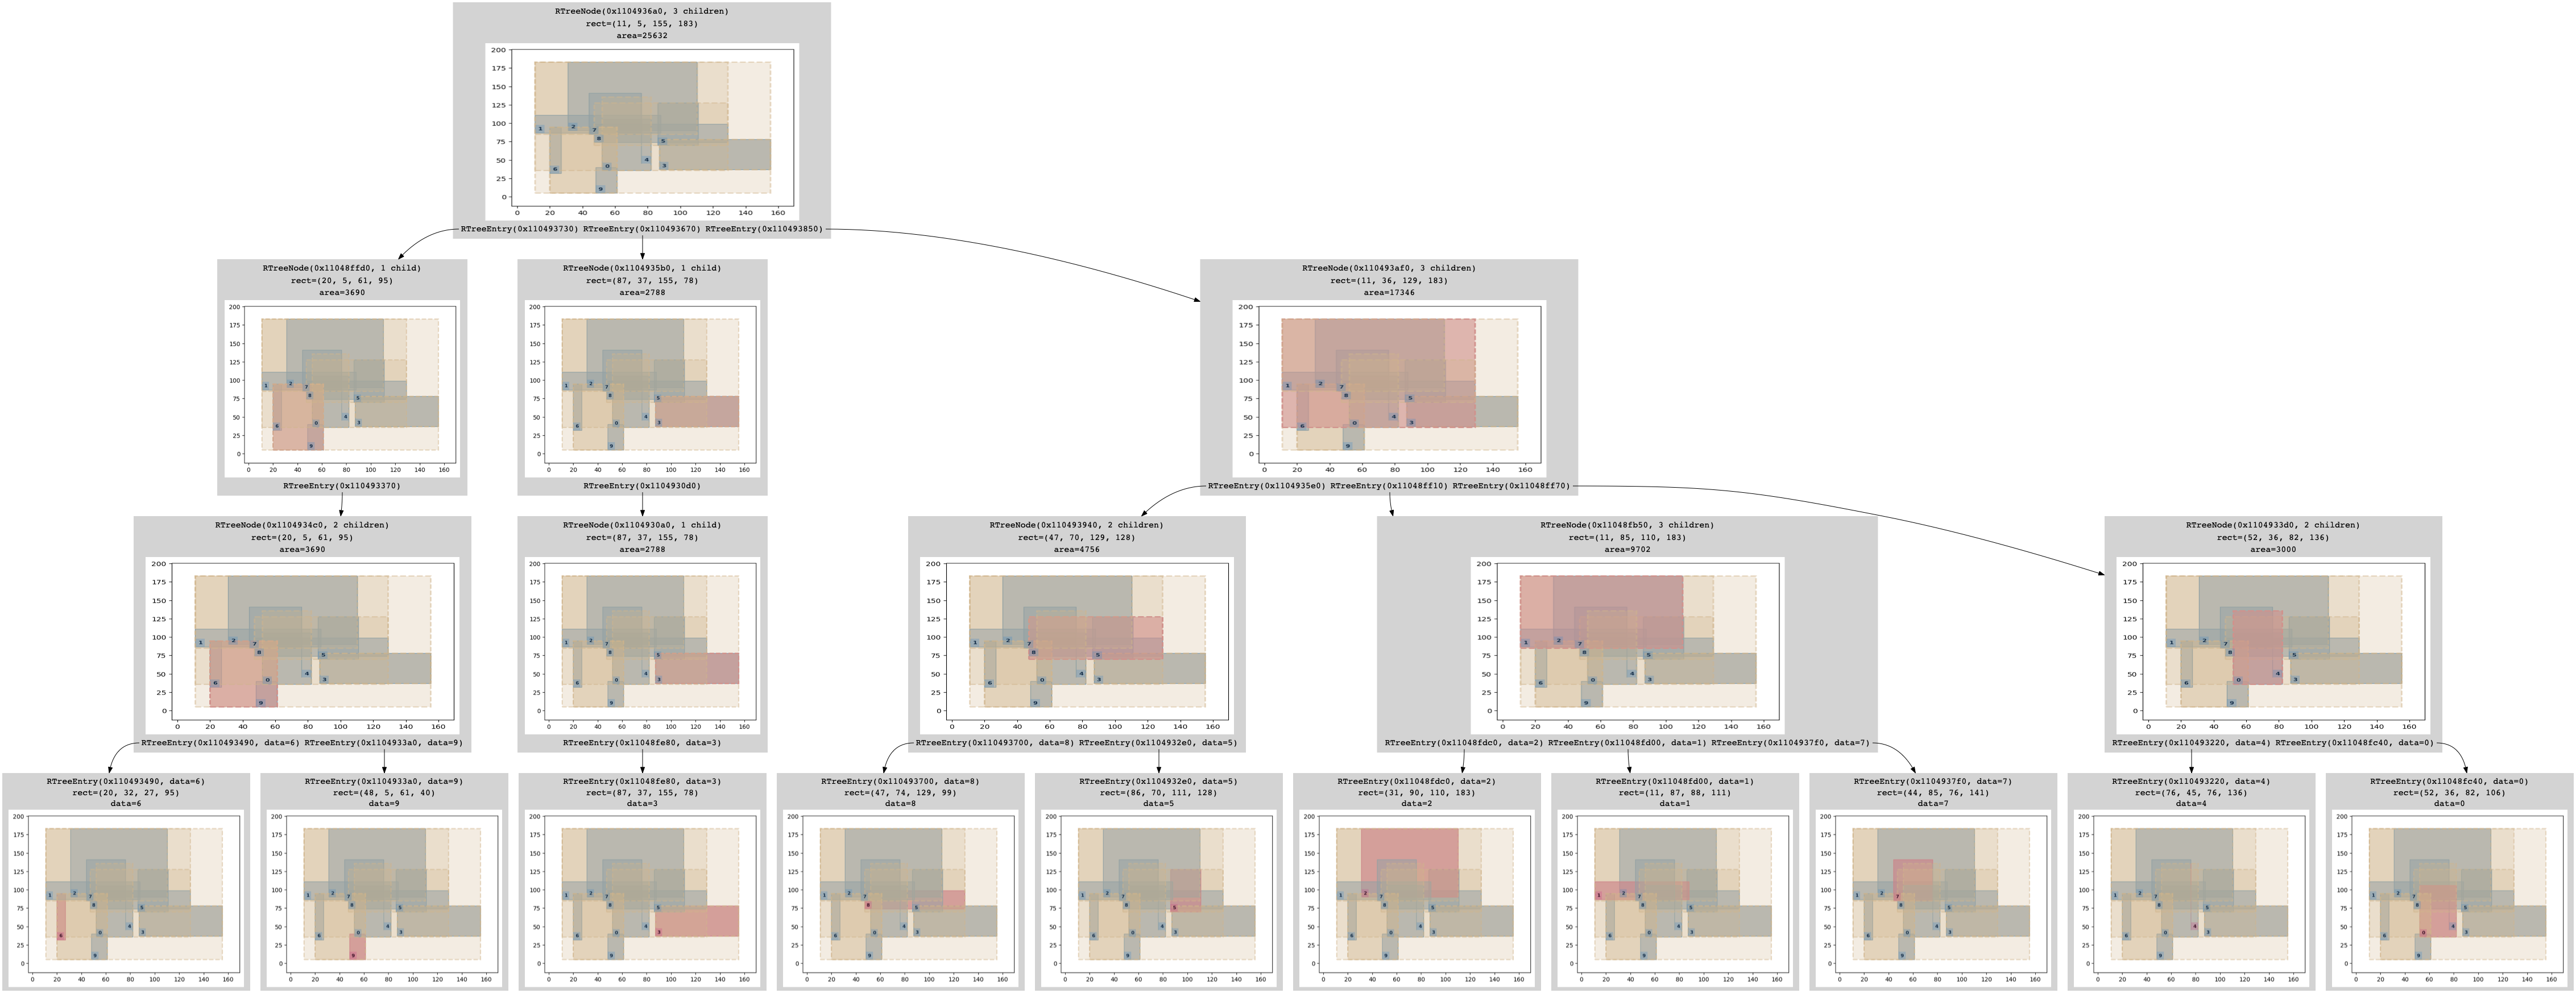 RTreeNode(0x1104936a0, 3 children)
rect=(11, 5, 155, 183)
area=25632
RTreeEntry(0x110493730) RTreeEntry(0x110493670) RTreeEntry(0x110493850)
RTreeNode(0x11048ffd0, 1 child)
rect=(20, 5, 61, 95)
area=3690
RTreeEntry(0x110493370)
RTreeNode(0x1104935b0, 1 child)
rect=(87, 37, 155, 78)
area=2788
RTreeEntry(0x1104930d0)
RTreeNode(0x110493af0, 3 children)
rect=(11, 36, 129, 183)
area=17346
RTreeEntry(0x1104935e0) RTreeEntry(0x11048ff10) RTreeEntry(0x11048ff70)
RTreeNode(0x1104934c0, 2 children)
rect=(20, 5, 61, 95)
area=3690
RTreeEntry(0x110493490, data=6) RTreeEntry(0x1104933a0, data=9)
RTreeNode(0x1104930a0, 1 child)
rect=(87, 37, 155, 78)
area=2788
RTreeEntry(0x11048fe80, data=3)
RTreeNode(0x110493940, 2 children)
rect=(47, 70, 129, 128)
area=4756
RTreeEntry(0x110493700, data=8) RTreeEntry(0x1104932e0, data=5)
RTreeNode(0x11048fb50, 3 children)
rect=(11, 85, 110, 183)
area=9702
RTreeEntry(0x11048fdc0, data=2) RTreeEntry(0x11048fd00, data=1) RTreeEntry(0x1104937f0, data=7)
RTreeNode(0x1104933d0, 2 children)
rect=(52, 36, 82, 136)
area=3000
RTreeEntry(0x110493220, data=4) RTreeEntry(0x11048fc40, data=0)
RTreeEntry(0x110493490, data=6)
rect=(20, 32, 27, 95)
data=6
RTreeEntry(0x1104933a0, data=9)
rect=(48, 5, 61, 40)
data=9
RTreeEntry(0x11048fe80, data=3)
rect=(87, 37, 155, 78)
data=3
RTreeEntry(0x110493700, data=8)
rect=(47, 74, 129, 99)
data=8
RTreeEntry(0x1104932e0, data=5)
rect=(86, 70, 111, 128)
data=5
RTreeEntry(0x11048fdc0, data=2)
rect=(31, 90, 110, 183)
data=2
RTreeEntry(0x11048fd00, data=1)
rect=(11, 87, 88, 111)
data=1
RTreeEntry(0x1104937f0, data=7)
rect=(44, 85, 76, 141)
data=7
RTreeEntry(0x110493220, data=4)
rect=(76, 45, 76, 136)
data=4
RTreeEntry(0x11048fc40, data=0)
rect=(52, 36, 82, 106)
data=0